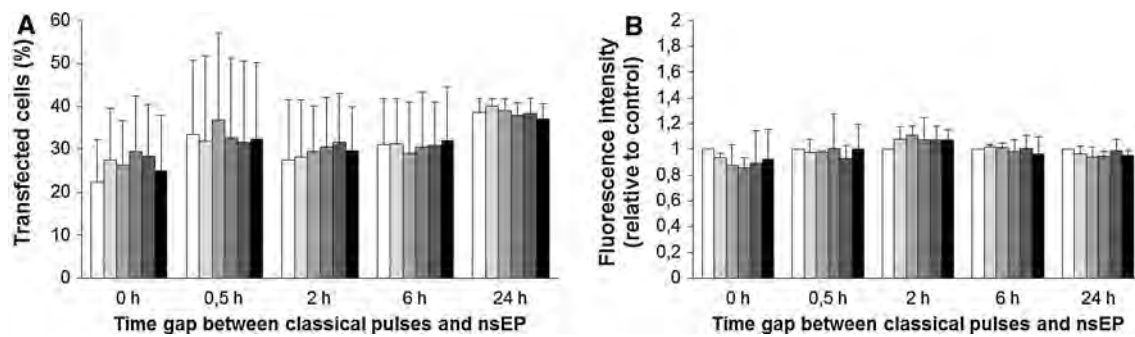 A
Transfected cells (%)
60
50
40
30
20
10
0
0 h 0,5 h 2 h 6 h 24 h
Time gap between classical pulses and nsEP
B
Fluorescence Intensity
(relative to control)
2
1,8
1,6
1,4
1,2
1
0,8
0,6
0,4
0,2
0
0 h 0,5 h 2 h 6 h 24 h
Time gap between classical pulses and nsEP